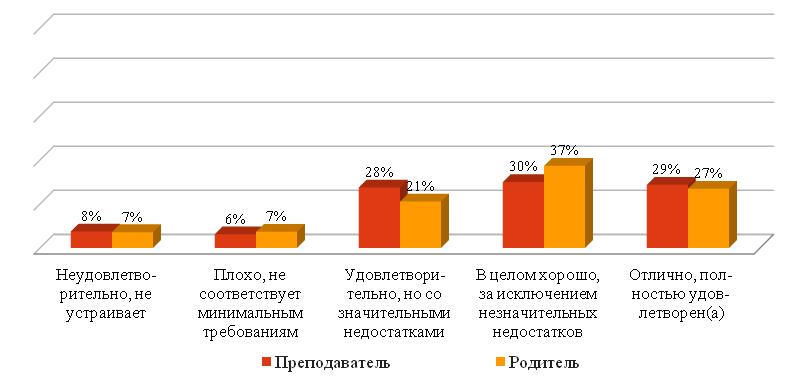 8% 7% 6% 7% 28% 21% 30% 37% 29% 27%
Неудовлетво-
рительно, не
устраивает
Плохо, не
соответствует
минимальным
требованиям
Удовлетвори-
тельно, но со
значительными
недостатками
В целом хорошо,
за исключением
незначительных
недостатков
Отлично, пол-
ностью удов-
летворен(а)
Преподаватель Родитель